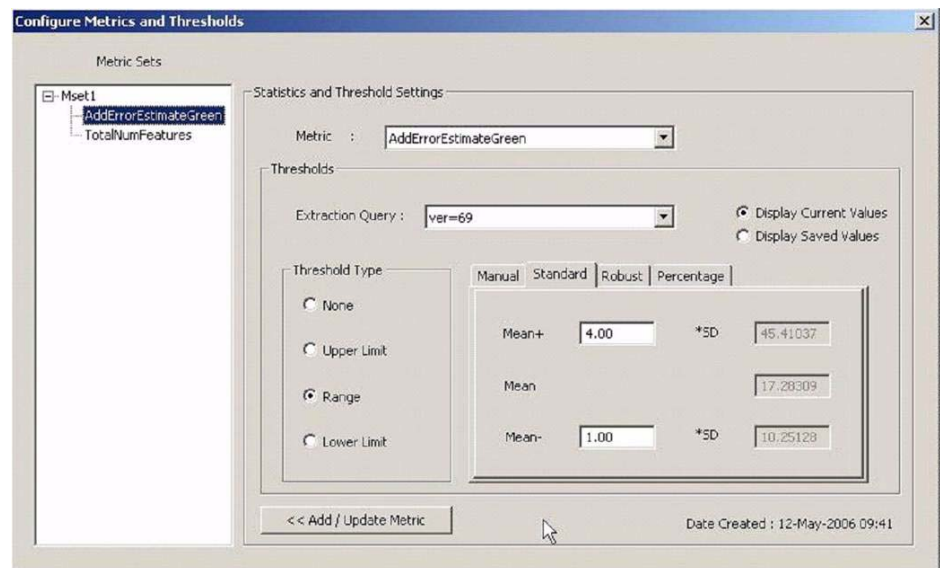 Configure Metrics and Thresholds
Metric Sets
Mset1
AddErrorEstimateGreen
TotalNumFeatures
Statistics and Threshold Settings
Metric :
AddErrorEstimateGreen
Thresholds
Extraction Query :
ver=69
Display Current Values
Display Saved Values
Threshold Type
None
Upper Limit
Range
Lower Limit
Manual Standard Robust Percentage
Mean+ 4.00 *SD 45.41037
Mean 17.28309
Mean- 1.00 *SD 10.25128
<< Add / Update Metric
Date Created : 12-May-2006 09:41